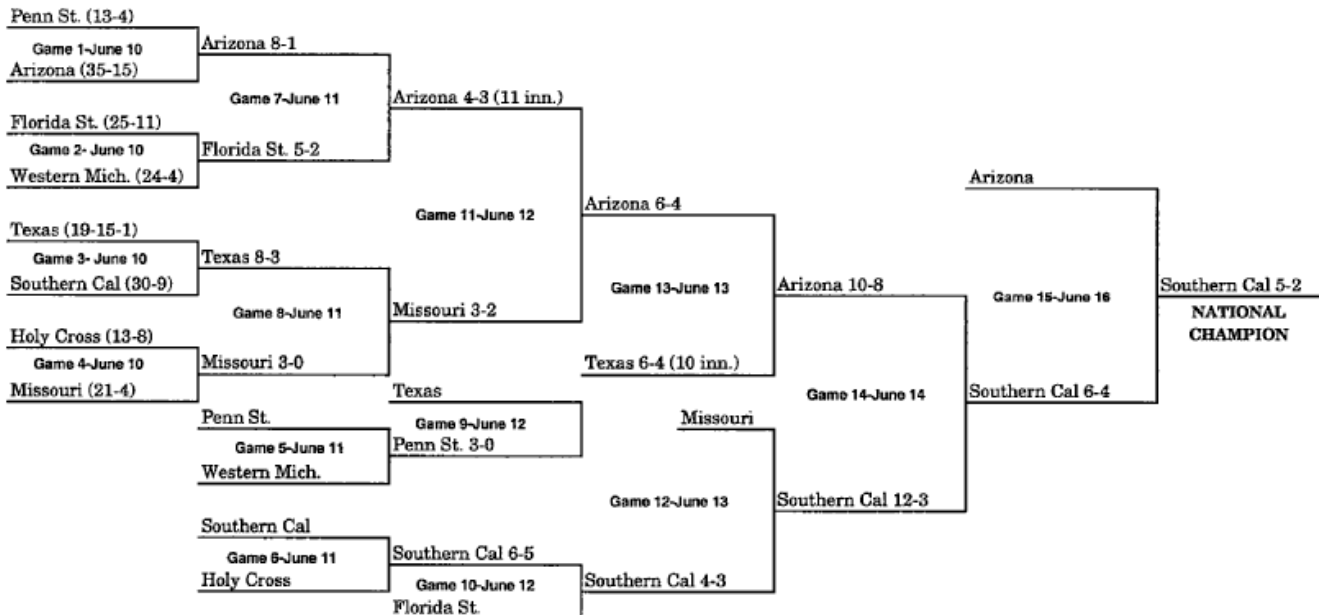 Penn St. (13-4)
Game 1-June 10
Arizona (35-15)
Arizona 8-1
Game 7-June 11
Florida St. (25-11)
Game 2- June 10
Western Mich. (24-4)
Florida St. 5-2
Arizona 4-3 (11 inn.)
Game 11-June 12
Texas (19-15-1)
Game 3- June 10
Southern Cal (30-9)
Texas 8-3
Game 8-June 11
Holy Cross (13-8)
Game 4-June 10
Missouri (21-4)
Missouri 3-0
Missouri 3-2
Arizona 6-4
Game 13-June 13
Texas 6-4 (10 inn.)
Arizona 10-8
Penn St.
Game 5-June 11
Western Mich.
Texas
Game 9-June 12
Penn St. 3-0
Southern Cal
Game 6-June 11
Holy Cross
Southern Cal 6-5
Game 10-June 12
Florida St.
Southern Cal 4-3
Missouri
Game 12-June 13
Southern Cal 12-3
Game 14-June 14
Arizona
Game 15-June 16
Southern Cal 6-4
Southern Cal 5-2
NATIONAL
CHAMPION